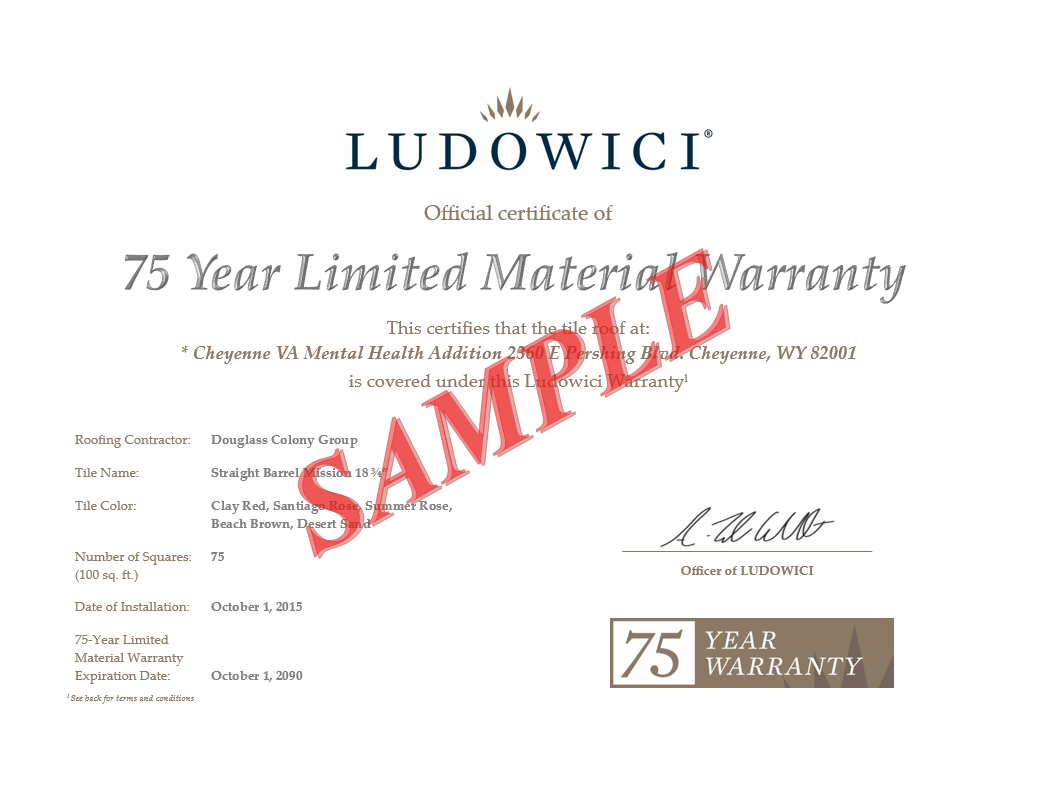 LUDOWICI®
Official certificate of
75 Year Limited Material Warranty
This certifies that the tile roof at:
* Cheyenne VA Mental Health Addition 2360 E Pershing Blvd. Cheyenne, WY 82001
is covered under this Ludowici Warranty¹
SAMPLE
Roofing Contractor: Douglass Colony Group
Tile Name: Straight Barrel Mission 18 ¾"
Tile Color: Clay Red, Santiago Rose, Summer Rose,
Beach Brown, Desert Sand
Number of Squares: 75
(100 sq. ft.)
Date of Installation: October 1, 2015
75-Year Limited
Material Warranty
Expiration Date: October 1, 2090
¹ See back for terms and conditions
Officer of LUDOWICI
75 YEAR
WARRANTY